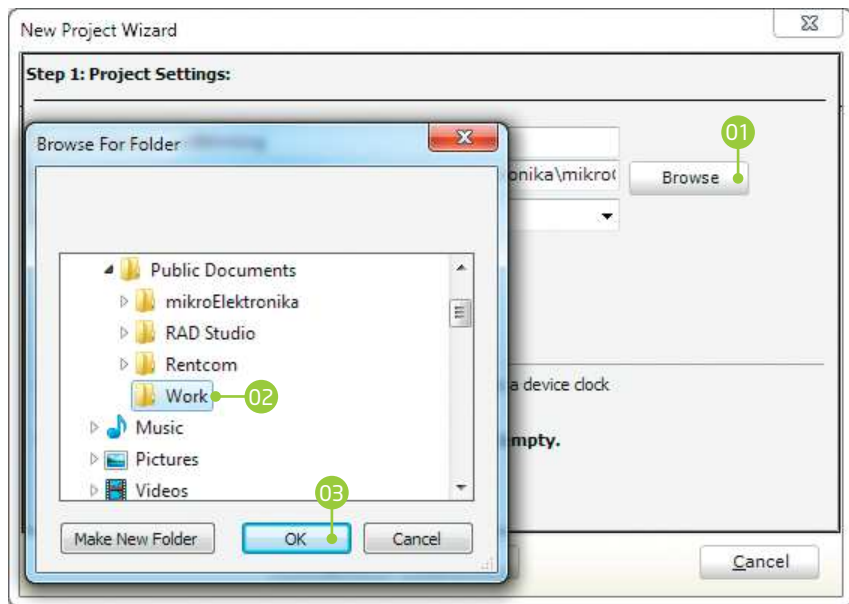 New Project Wizard
Step 1: Project Settings:
Browse For Folder
01
onika\mikro
Browse
Public Documents
mikroElektronika
RAD Studio
Rentcom
Work
02
a device clock
Music
mpty.
Pictures
Videos
03
Make New Folder
OK
Cancel
Cancel